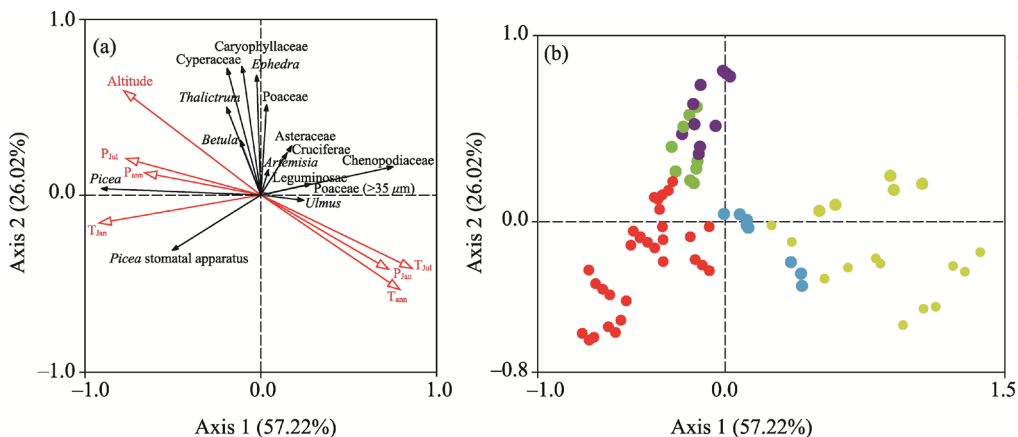 (a)
1.0
0.0
−1.0
−1.0
0.0
1.0
Axis 2 (26.02%)
Axis 1 (57.22%)
Caryophyllaceae
Cyperaceae
Ephedra
Altitude
Thalictrum
Poaceae
Betula
Asteraceae
Cruciferae
Artemisia
Chenopodiaceae
Leguminosae
Poaceae (>35 μm)
Ulmus
PJul
Pann
Picea
TJan
Picea stomatal apparatus
TJul
PJan
Tann
(b)
1.0
0.0
−0.8
−1.0
0.0
1.5
Axis 2 (26.02%)
Axis 1 (57.22%)